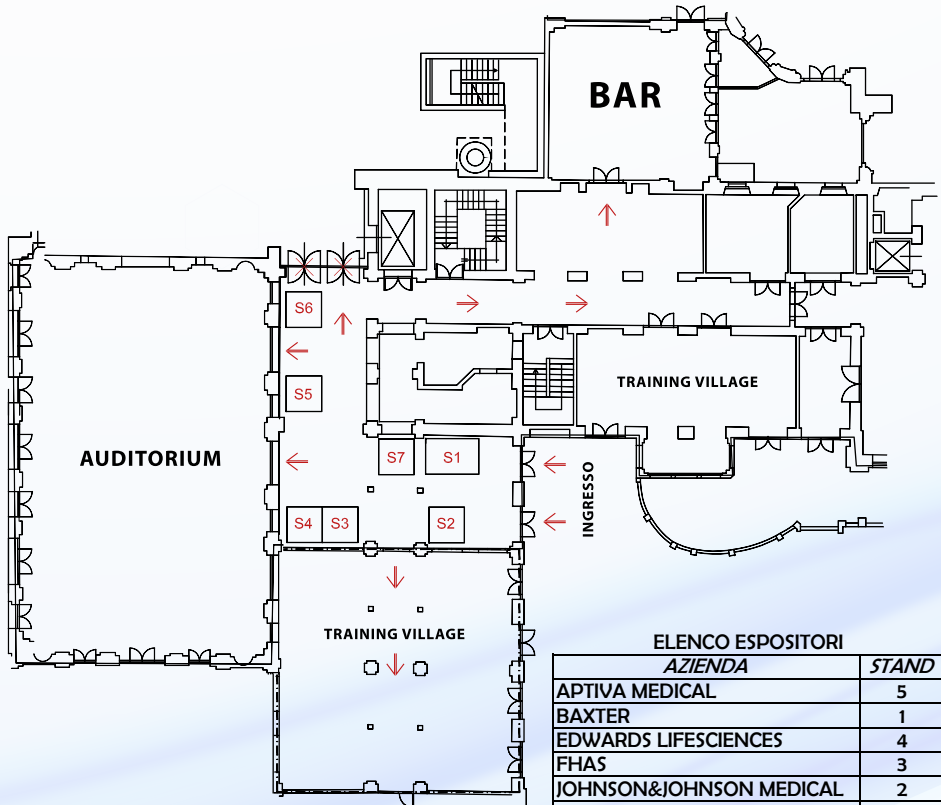 BAR
S6
TRAINING VILLAGE
S5
AUDITORIUM
S7
S1
INGRESSO
S4
S3
S2
TRAINING VILLAGE
ELENCO ESPOSITORI
AZIENDA STAND
APTIVA MEDICAL 5
BAXTER 1
EDWARDS LIFESCIENCES 4
FHAS 3
JOHNSON&JOHNSON MEDICAL 2